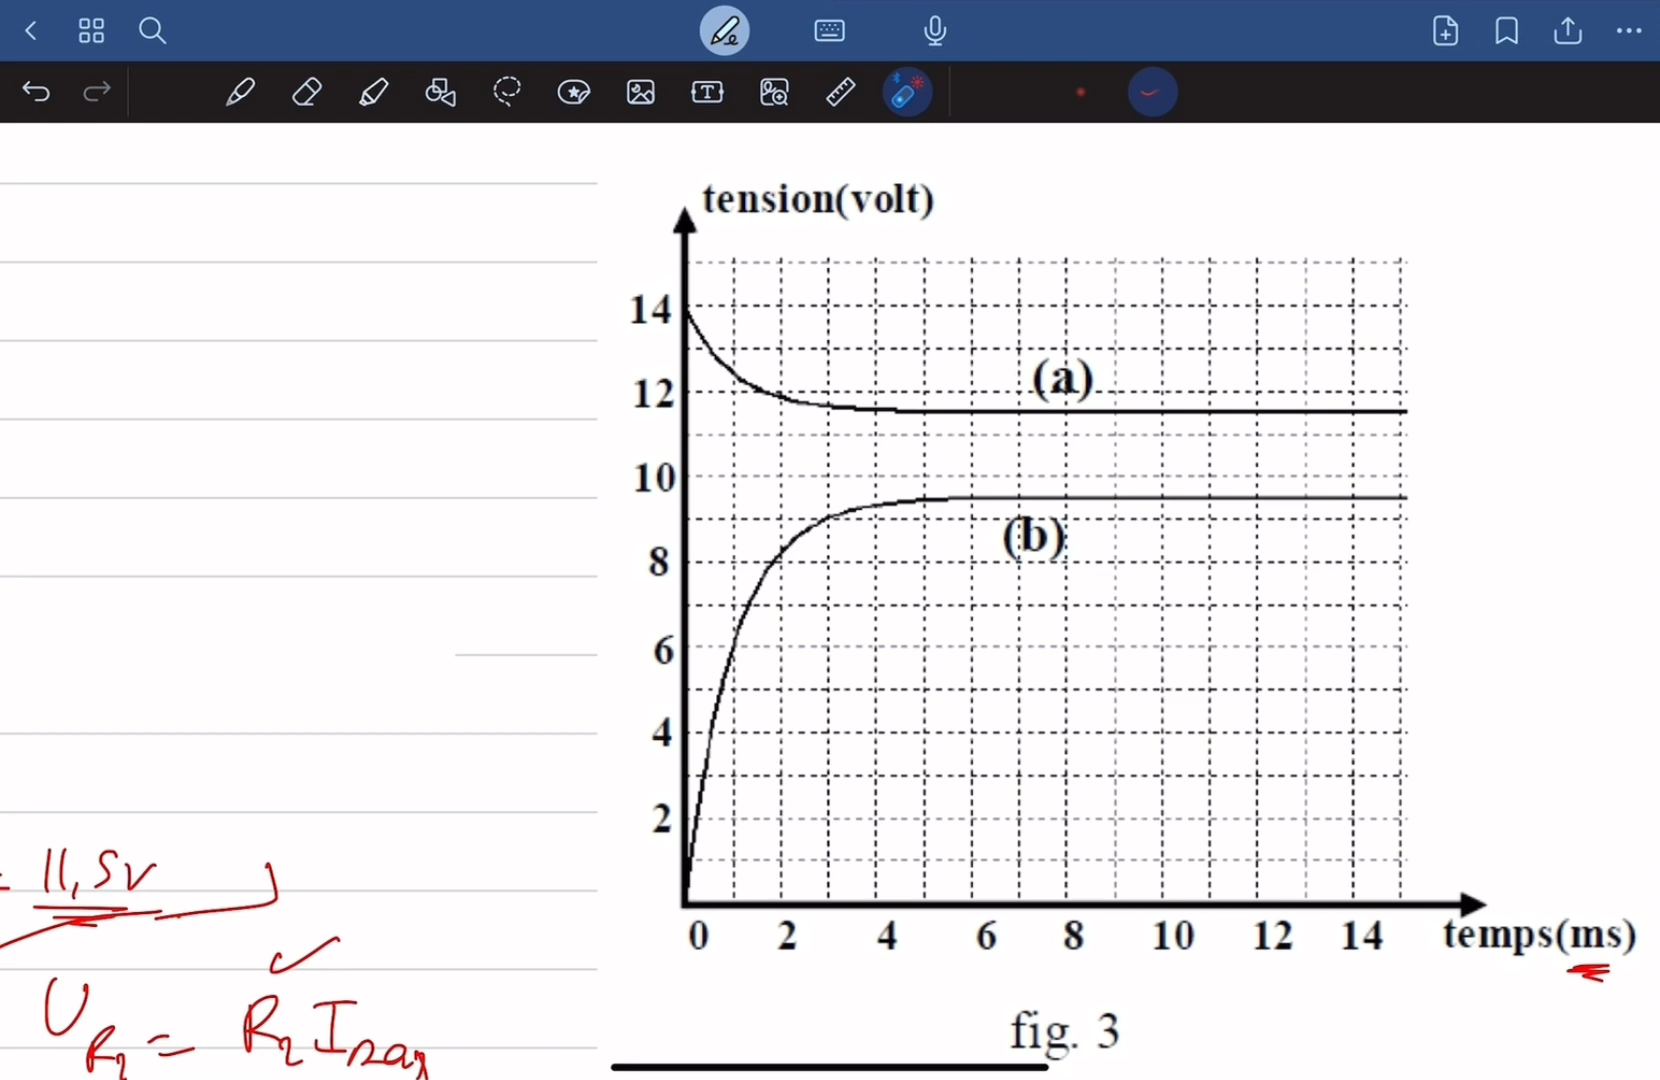 tension(volt)
14
12
10
8
6
4
2
(a)
(b)
0 2 4 6 8 10 12 14 temps(ms)
fig. 3
11,5V
U_R2 = R2 Imax